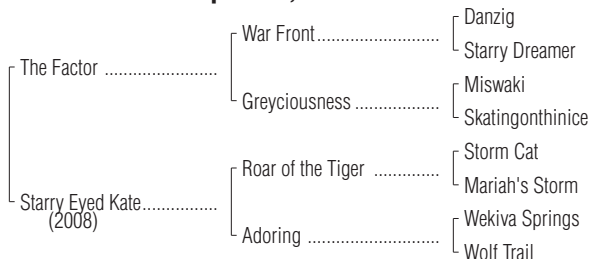 Danzig
War Front....................
Starry Dreamer
The Factor ......................
Miswaki
Greyciousness ...............
Skatingonthinice
Storm Cat
Roar of the Tiger ............
Mariah's Storm
Starry Eyed Kate..............
(2008)
Wekiva Springs
Adoring .......................
Wolf Trail